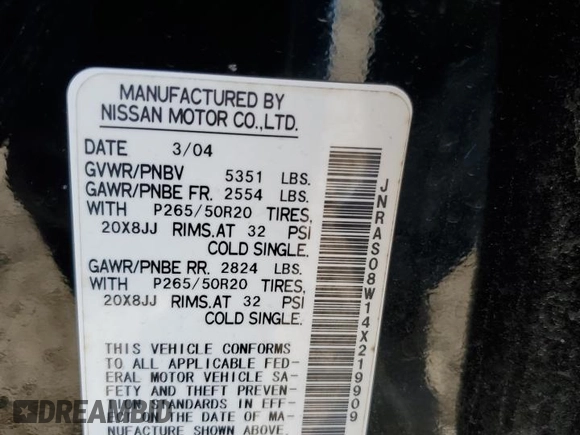 MANUFACTURED BY
NISSAN MOTOR CO.,LTD.
DATE 3/04
GVWR/PNBV 5351 LBS.
GAWR/PNBE FR. 2554 LBS.
WITH P265/50R20 TIRES,
20X8JJ RIMS.AT 32 PSI
COLD SINGLE.
GAWR/PNBE RR. 2824 LBS.
WITH P265/50R20 TIRES,
20X8JJ RIMS.AT 32 PSI
COLD SINGLE.
THIS VEHICLE CONFORMS
TO ALL APPLICABLE FED-
ERAL MOTOR VEHICLE SA-
FETY AND THEFT PREVEN-
ION STANDARDS IN EFF-
ON THE DATE OF MA-
NUFACTURE SHOWN ABOVE.
JNRAS08W14X219909
DREAMBID